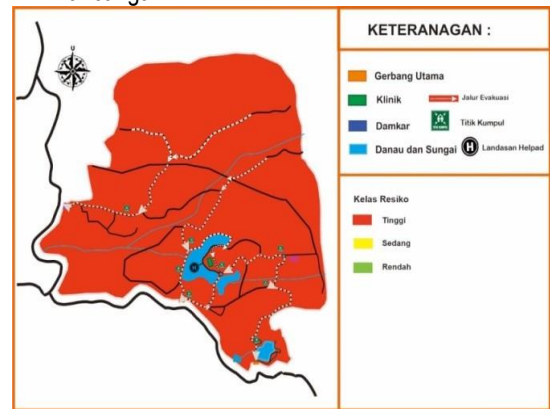 KETERANAGAN :
U
Gerbang Utama
Klinik
Jalur Evakuasi
Damkar
Titik Kumpul
Danau dan Sungai
H
Landasan Helpad
Kelas Resiko
Tinggi
Sedang
Rendah